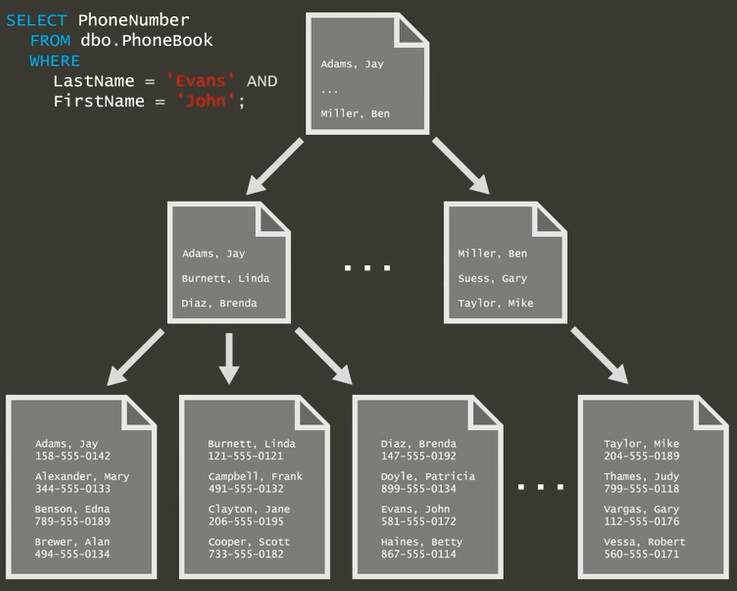 SELECT PhoneNumber
FROM dbo.PhoneBook
WHERE
LastName = 'Evans' AND
FirstName = 'John';
Adams, Jay
...
Miller, Ben
Adams, Jay
Burnett, Linda
Diaz, Brenda
...
Miller, Ben
Suess, Gary
Taylor, Mike
Adams, Jay
158-555-0142
Alexander, Mary
344-555-0133
Benson, Edna
789-555-0189
Brewer, Alan
494-555-0134
Burnett, Linda
121-555-0121
Campbell, Frank
491-555-0132
Clayton, Jane
206-555-0195
Cooper, Scott
733-555-0182
Diaz, Brenda
147-555-0192
Doyle, Patricia
899-555-0134
Evans, John
581-555-0172
Haines, Betty
867-555-0114
...
Taylor, Mike
204-555-0189
Thames, Judy
799-555-0118
Vargas, Gary
112-555-0176
Vessa, Robert
560-555-0171